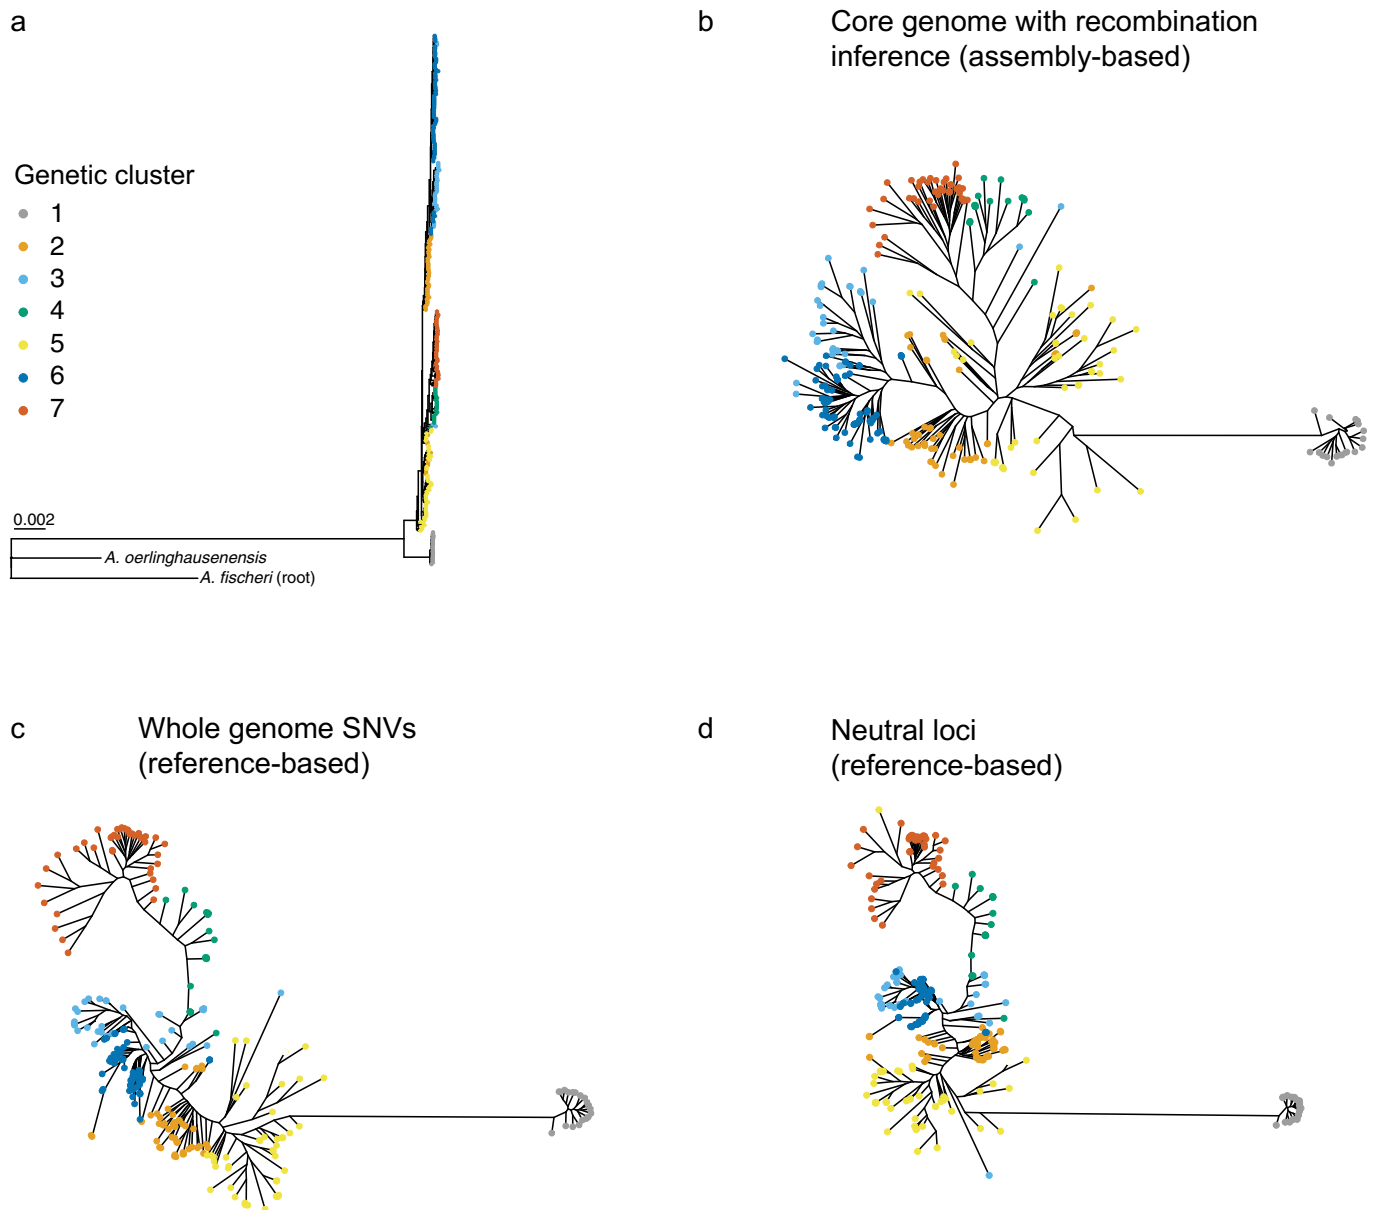 a
Genetic cluster
1
2
3
4
5
6
7
0.002
A. oerlinghausenensis
A. fischeri (root)
b
Core genome with recombination
inference (assembly-based)
c
Whole genome SNVs
(reference-based)
d
Neutral loci
(reference-based)